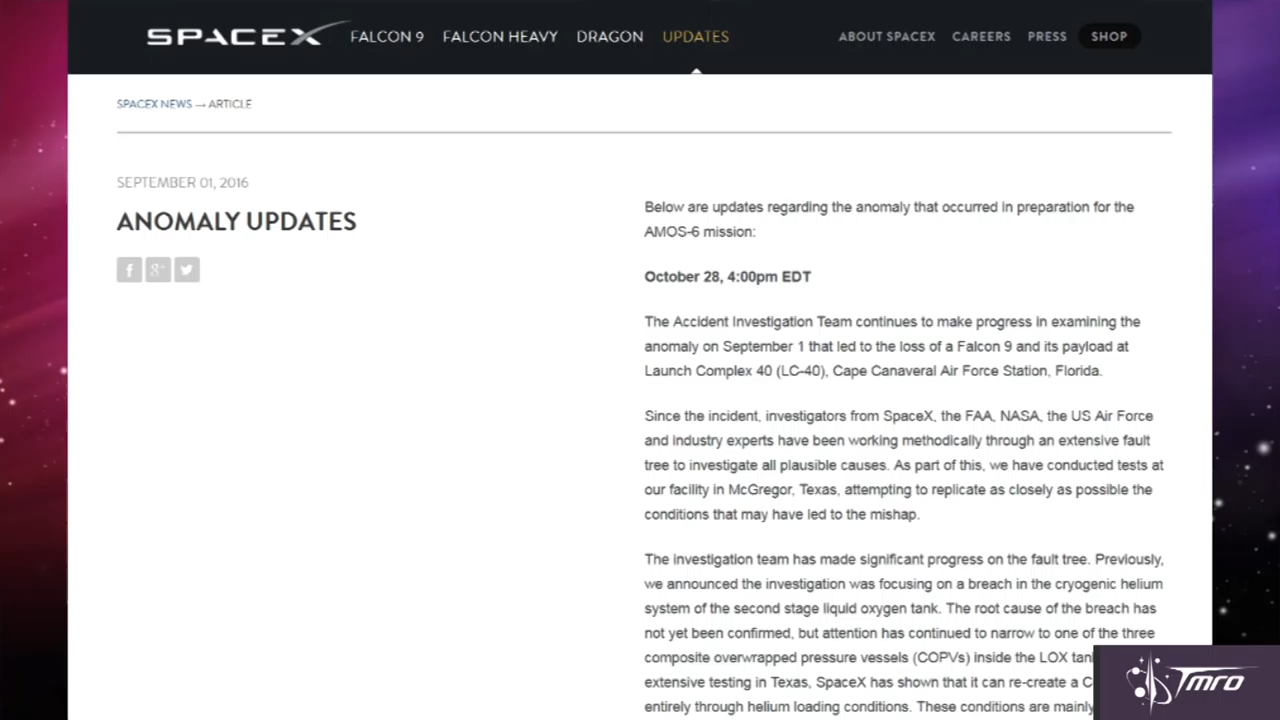 SPACEX FALCON 9 FALCON HEAVY DRAGON UPDATES ABOUT SPACEX CAREERS PRESS SHOP
SPACEX NEWS → ARTICLE
SEPTEMBER 01, 2016
ANOMALY UPDATES
f g+
Below are updates regarding the anomaly that occurred in preparation for the
AMOS-6 mission:
October 28, 4:00pm EDT
The Accident Investigation Team continues to make progress in examining the
anomaly on September 1 that led to the loss of a Falcon 9 and its payload at
Launch Complex 40 (LC-40), Cape Canaveral Air Force Station, Florida.
Since the incident, investigators from SpaceX, the FAA, NASA, the US Air Force
and industry experts have been working methodically through an extensive fault
tree to investigate all plausible causes. As part of this, we have conducted tests at
our facility in McGregor, Texas, attempting to replicate as closely as possible the
conditions that may have led to the mishap.
The investigation team has made significant progress on the fault tree. Previously,
we announced the investigation was focusing on a breach in the cryogenic helium
system of the second stage liquid oxygen tank. The root cause of the breach has
not yet been confirmed, but attention has continued to narrow to one of the three
composite overwrapped pressure vessels (COPVs) inside the LOX
extensive testing in Texas, SpaceX has shown that it can re-create a
entirely through helium loading conditions. These conditions are mainly
Tmro